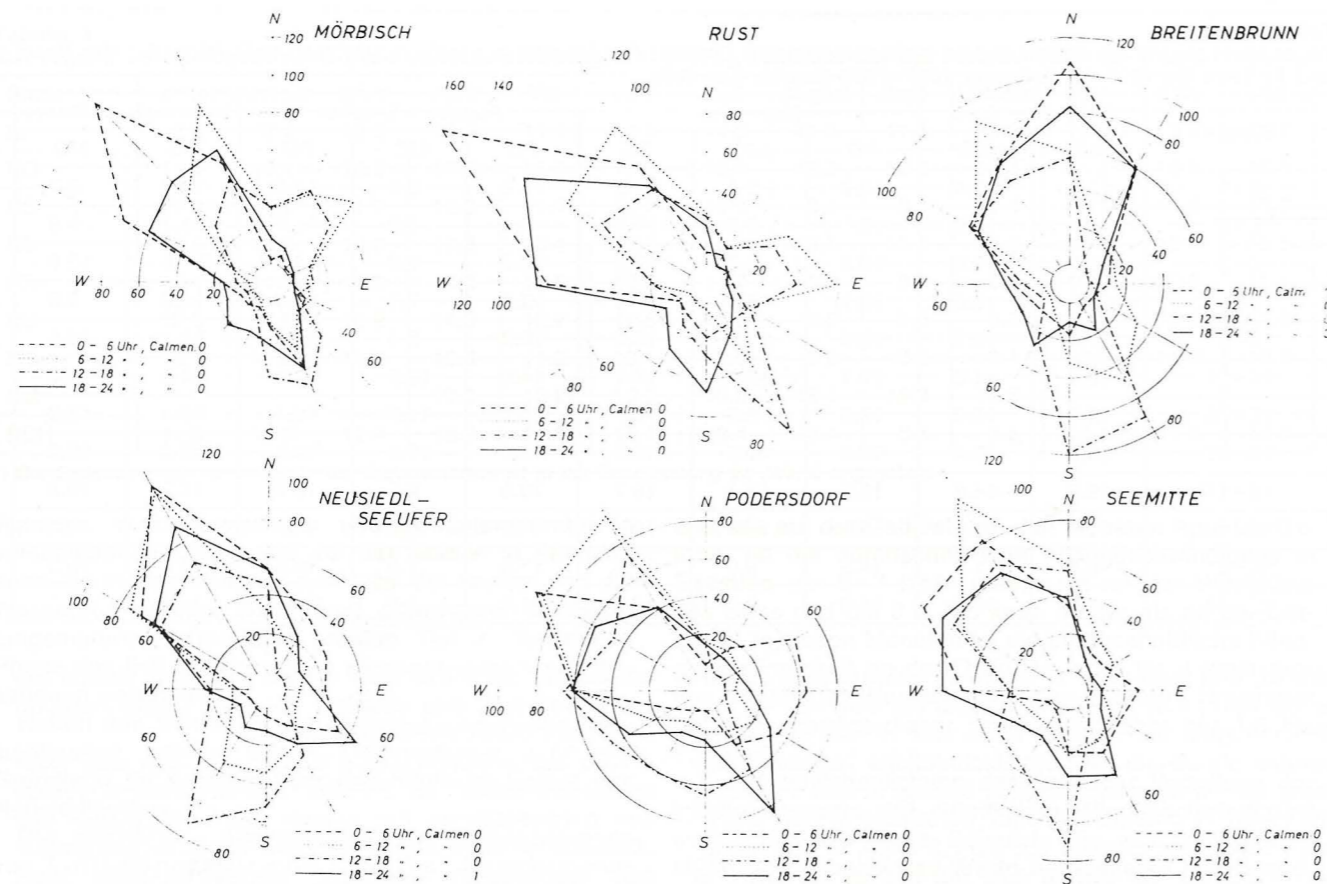 MÖRBISCH
N
120
100
80
W
80 60 40 20
E
40
60
S
0 - 6 Uhr, Calmen 0
6 - 12 " , " 0
12 - 18 " , " 0
18 - 24 " , " 0
RUST
120
160 140
100
N
80
60
40
20
W
E
120 100
60
80
80
S
0 - 6 Uhr, Calmen 0
6 - 12 " , " 0
12 - 18 " , " 0
18 - 24 " , " 0
BREITENBRUNN
N
120
100
80
100
80
60
W
60
20 40
E
60
80
120
S
0 - 6 Uhr, Calm
6 - 12 " , "
12 - 18 " , "
18 - 24 " , "
NEUSIEDL –
SEEUFER
120
N
100
80
100
80
60
60
40
20
W
E
60
60
80
S
0 - 6 Uhr, Calmen 0
6 - 12 " , " 0
12 - 18 " , " 0
18 - 24 " , " 1
PODERSDORF
N
80
60
40
20
60
W
100 80
E
S
0 - 6 Uhr, Calmen 0
6 - 12 " , " 0
12 - 18 " , " 0
18 - 24 " , " 0
SEEMITTE
100
N
80
60
40
20
W
E
60
80
S
0 - 6 Uhr, Calmen 0
6 - 12 " , " 0
12 - 18 " , " 0
18 - 24 " , " 0